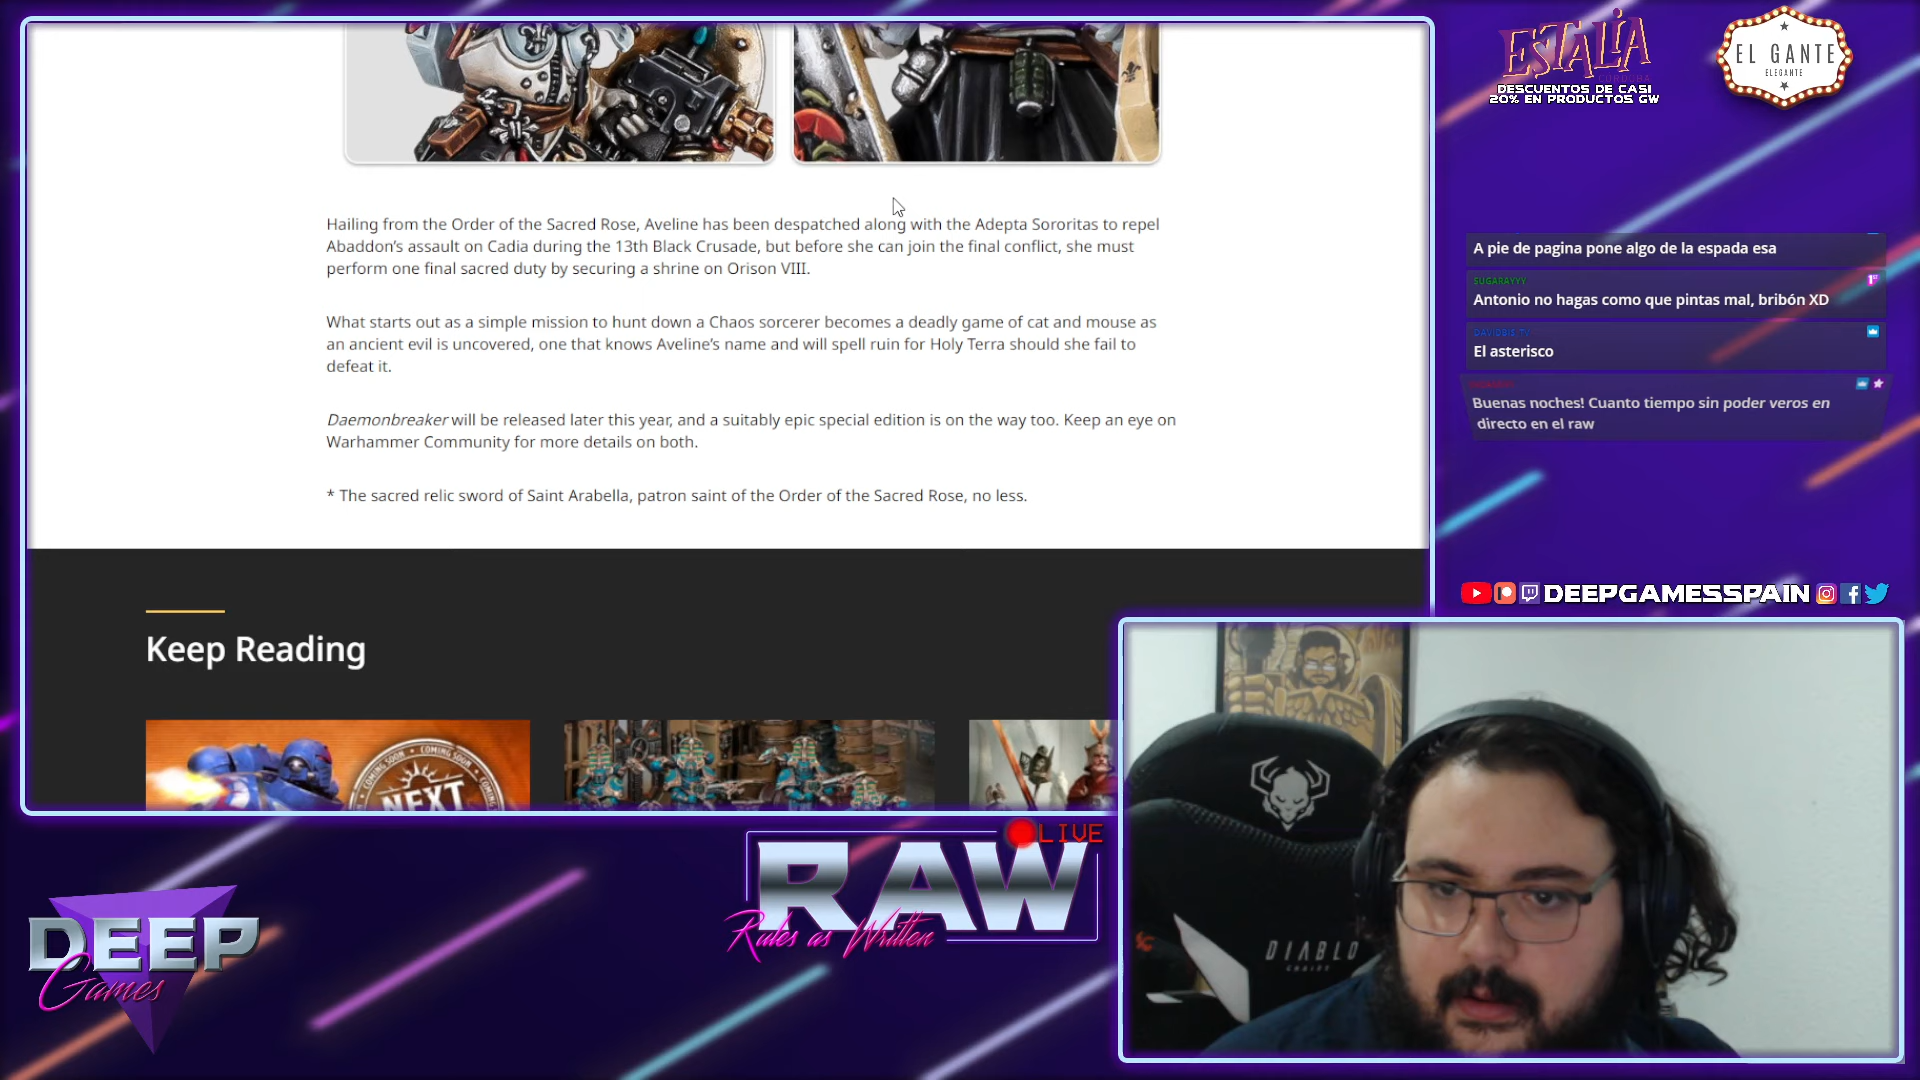 Hailing from the Order of the Sacred Rose, Aveline has been despatched along with the Adepta Sororitas to repel
Abaddon's assault on Cadia during the 13th Black Crusade, but before she can join the final conflict, she must
perform one final sacred duty by securing a shrine on Orison VIII.
What starts out as a simple mission to hunt down a Chaos sorcerer becomes a deadly game of cat and mouse as
an ancient evil is uncovered, one that knows Aveline's name and will spell ruin for Holy Terra should she fail to
defeat it.
Daemonbreaker will be released later this year, and a suitably epic special edition is on the way too. Keep an eye on
Warhammer Community for more details on both.
* The sacred relic sword of Saint Arabella, patron saint of the Order of the Sacred Rose, no less.
Keep Reading
COMING SOON
NEXT
ESTALIA
CORDOBA
DESCUENTOS DE CASI
20% EN PRODUCTOS GW
EL GANTE
ELEGANTE
A pie de pagina pone algo de la espada esa
SUGARAYYY
Antonio no hagas como que pintas mal, bribón XD
El asterisco
Buenas noches! Cuanto tiempo sin poder veros en
directo en el raw
DEEPGAMESSPAIN
LIVE
RAW
Rules as Written
DEEP
Games
DIABLO
CHAIRS